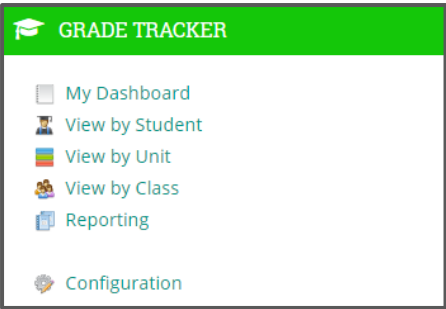 GRADE TRACKER
My Dashboard
View by Student
View by Unit
View by Class
Reporting
Configuration